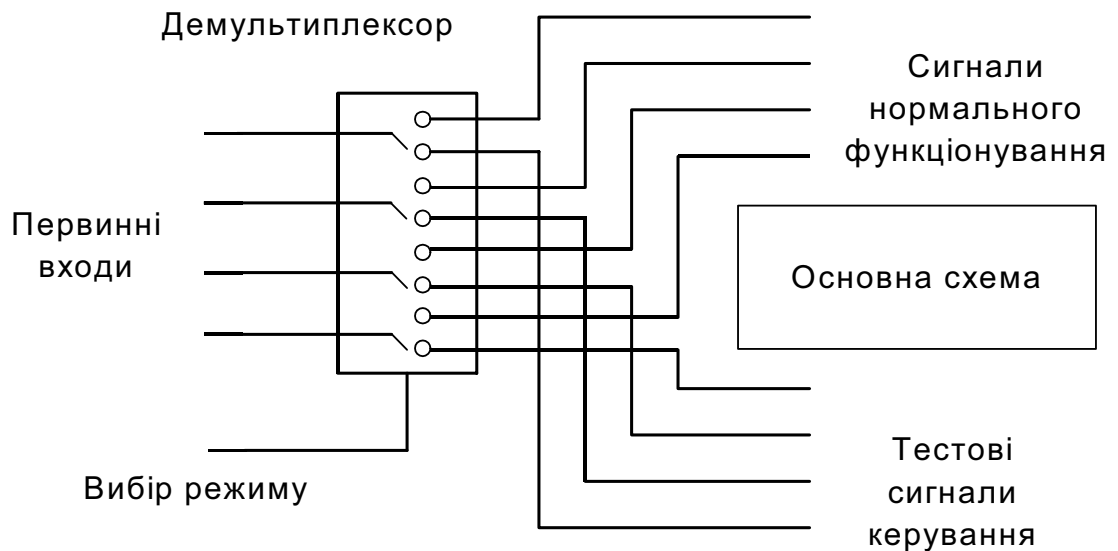 Демультиплексор
Сигнали
нормального
функціонування
Первинні
входи
Основна схема
Вибір режиму
Тестові
сигнали
керування